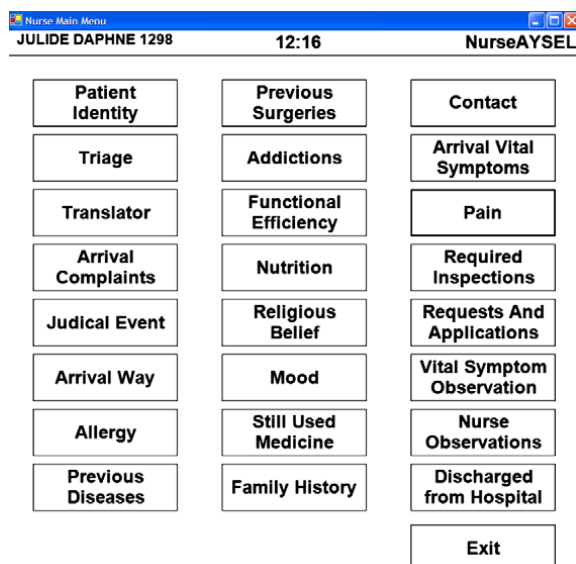 Nurse Main Menu
JULIDE DAPHNE 1298 12:16 NurseAYSEL
Patient
Identity
Previous
Surgeries
Contact
Triage
Addictions
Arrival Vital
Symptoms
Translator
Functional
Efficiency
Pain
Arrival
Complaints
Nutrition
Required
Inspections
Judical Event
Religious
Belief
Requests And
Applications
Arrival Way
Mood
Vital Symptom
Observation
Allergy
Still Used
Medicine
Nurse
Observations
Previous
Diseases
Family History
Discharged
from Hospital
Exit